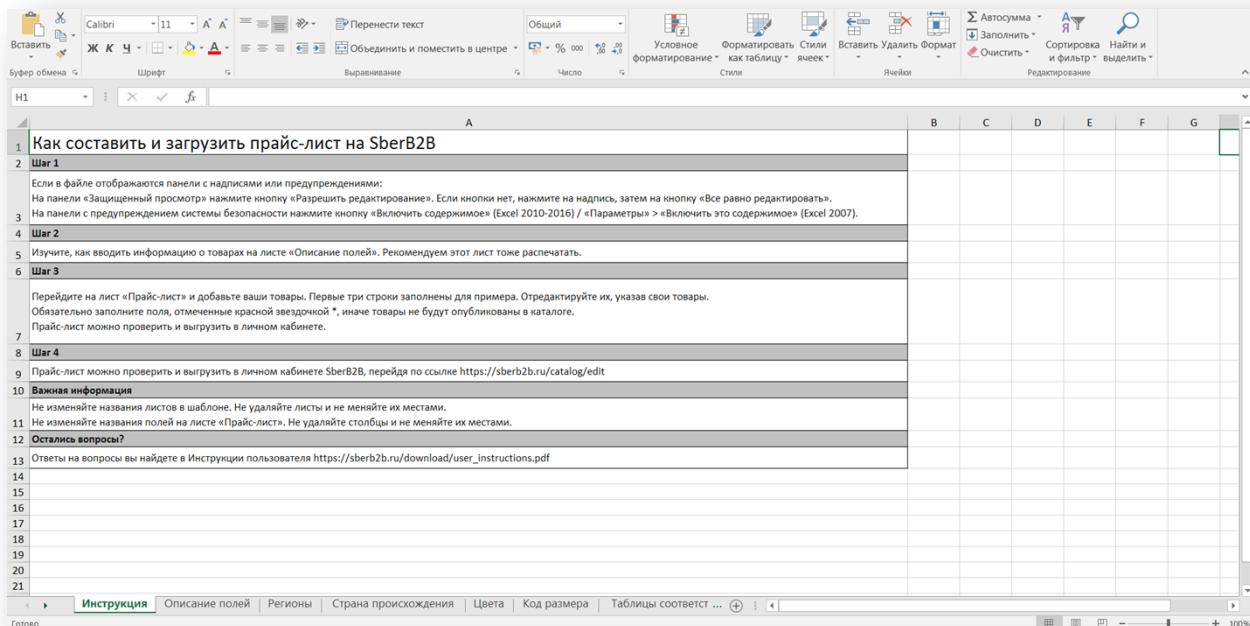 Вставить
Буфер обмена
Calibri
11
Ж К Ч
Шрифт
Перенести текст
Объединить и поместить в центре
Выравнивание
Общий
% 000
Число
Условное форматирование
Форматировать как таблицу
Стили ячеек
Стили
Вставить Удалить Формат
Ячейки
Автосумма
Заполнить
Очистить
Сортировка и фильтр
Найти и выделить
Редактирование
H1
fx
A B C D E F G
1 Как составить и загрузить прайс-лист на SberB2B
2 Шаг 1
Если в файле отображаются панели с надписями или предупреждениями:
На панели «Защищенный просмотр» нажмите кнопку «Разрешить редактирование». Если кнопки нет, нажмите на надпись, затем на кнопку «Все равно редактировать».
3 На панели с предупреждением системы безопасности нажмите кнопку «Включить содержимое» (Excel 2010-2016) / «Параметры» > «Включить это содержимое» (Excel 2007).
4 Шаг 2
5 Изучите, как вводить информацию о товарах на листе «Описание полей». Рекомендуем этот лист тоже распечатать.
6 Шаг 3
Перейдите на лист «Прайс-лист» и добавьте ваши товары. Первые три строки заполнены для примера. Отредактируйте их, указав свои товары.
Обязательно заполните поля, отмеченные красной звездочкой *, иначе товары не будут опубликованы в каталоге.
Прайс-лист можно проверить и выгрузить в личном кабинете.
7
8 Шаг 4
9 Прайс-лист можно проверить и выгрузить в личном кабинете SberB2B, перейдя по ссылке https://sberb2b.ru/catalog/edit
10 Важная информация
Не изменяйте названия листов в шаблоне. Не удаляйте листы и не меняйте их местами.
11 Не изменяйте названия полей на листе «Прайс-лист». Не удаляйте столбцы и не меняйте их местами.
12 Остались вопросы?
13 Ответы на вопросы вы найдете в Инструкции пользователя https://sberb2b.ru/download/user_instructions.pdf
14
15
16
17
18
19
20
21
Инструкция Описание полей Регионы Страна происхождения Цвета Код размера Таблицы соответст ...
Готово
100%